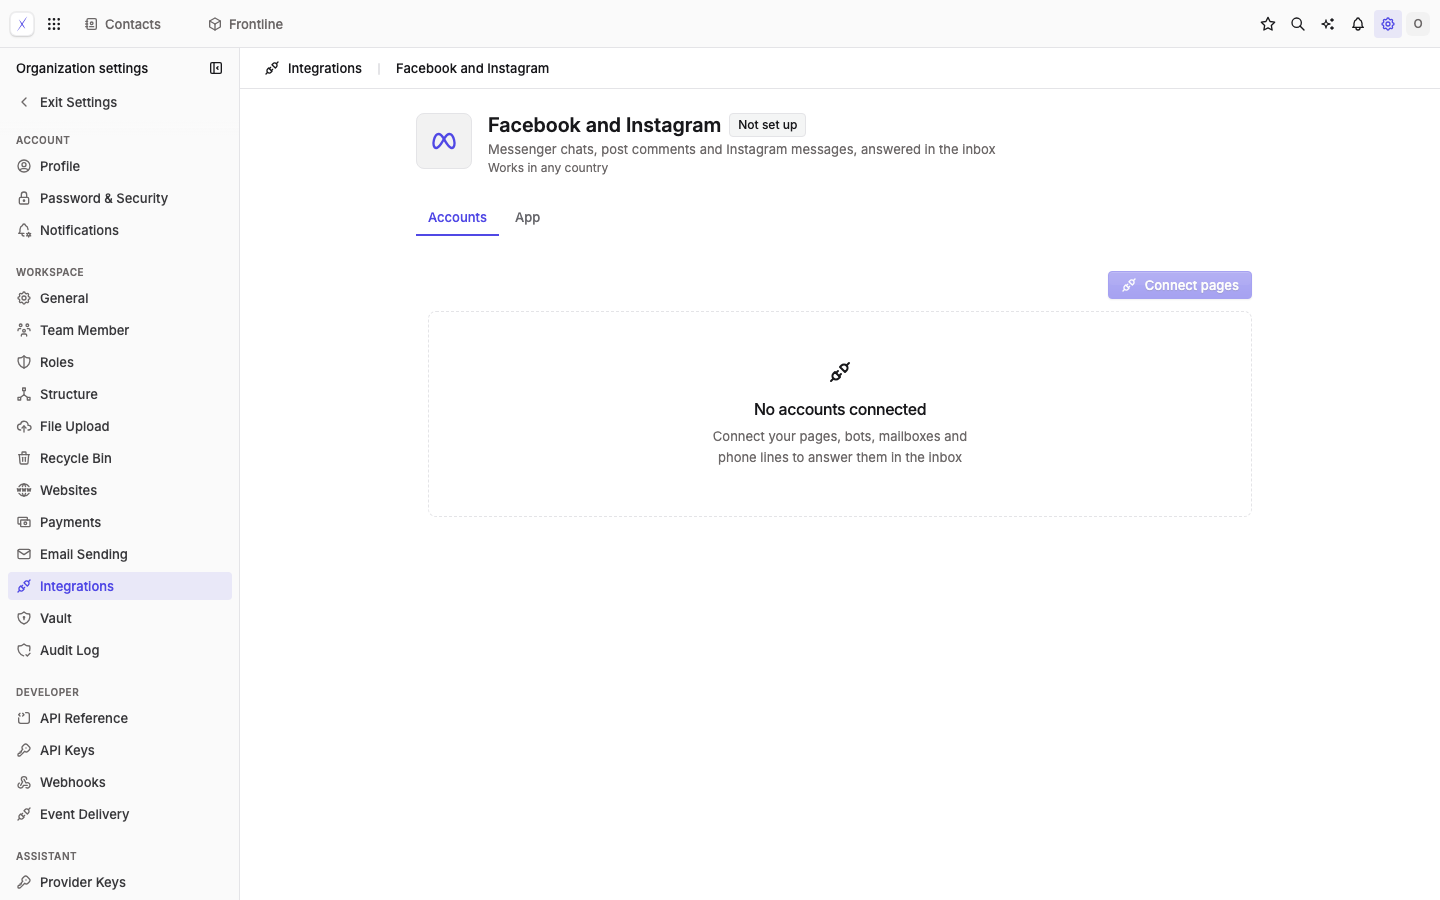 Contacts
Frontline
O
Organization settings
Exit Settings
ACCOUNT
Profile
Password & Security
Notifications
WORKSPACE
General
Team Member
Roles
Structure
File Upload
Recycle Bin
Websites
Payments
Email Sending
Integrations
Vault
Audit Log
DEVELOPER
API Reference
API Keys
Webhooks
Event Delivery
ASSISTANT
Provider Keys
Integrations
Facebook and Instagram
Facebook and Instagram
Not set up
Messenger chats, post comments and Instagram messages, answered in the inbox
Works in any country
Accounts
App
Connect pages
No accounts connected
Connect your pages, bots, mailboxes and
phone lines to answer them in the inbox